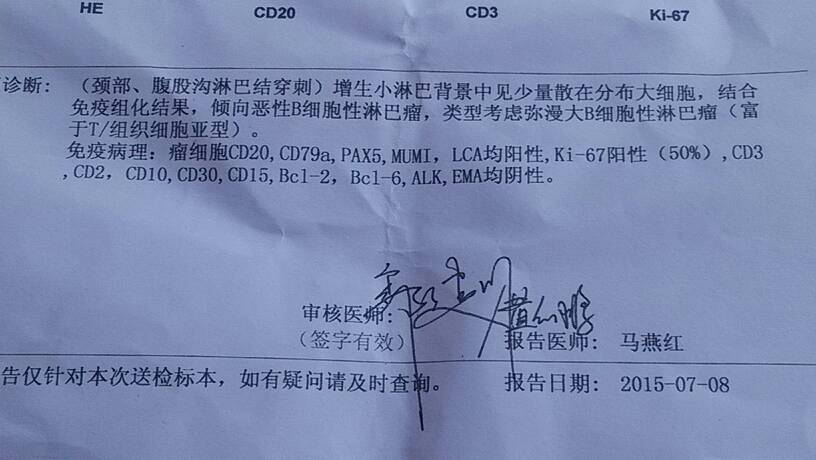 HE CD20 CD3 Ki-67
诊断: （颈部、腹股沟淋巴结穿刺）增生小淋巴背景中见少量散在分布大细胞，结合
免疫组化结果，倾向恶性B细胞性淋巴瘤，类型考虑弥漫大B细胞性淋巴瘤（富
于T/组织细胞亚型）。
免疫病理：瘤细胞CD20,CD79a,PAX5,MUMI，LCA均阳性,Ki-67阳性（50%）,CD3
,CD2，CD10,CD30,CD15,Bcl-2，Bcl-6,ALK,EMA均阴性。
审核医师:
（签字有效） 报告医师: 马燕红
告仅针对本次送检标本，如有疑问请及时查询。 报告日期: 2015-07-08